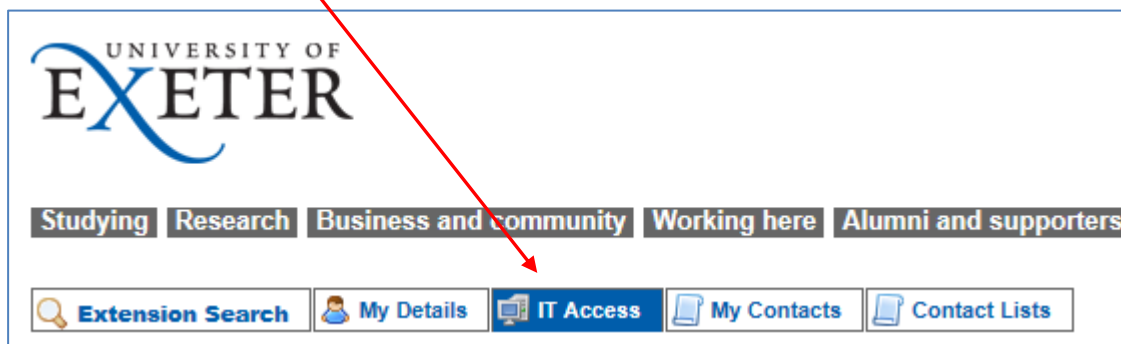 UNIVERSITY OF
EXETER
Studying Research Business and community Working here Alumni and supporters
Extension Search My Details IT Access My Contacts Contact Lists